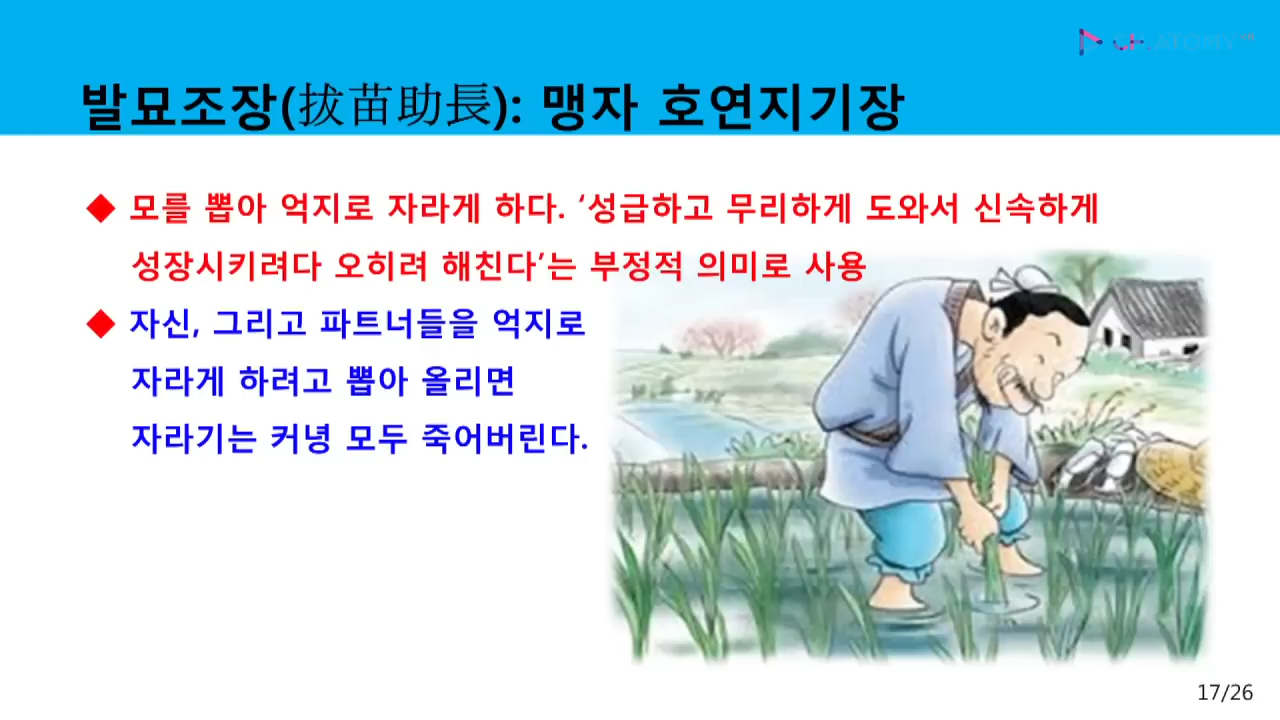 발묘조장(拔苗助長): 맹자 호연지기장
◆ 모를 뽑아 억지로 자라게 하다. ‘성급하고 무리하게 도와서 신속하게
성장시키려다 오히려 해친다’는 부정적 의미로 사용
◆ 자신, 그리고 파트너들을 억지로
자라게 하려고 뽑아 올리면
자라기는 커녕 모두 죽어버린다.
17/26